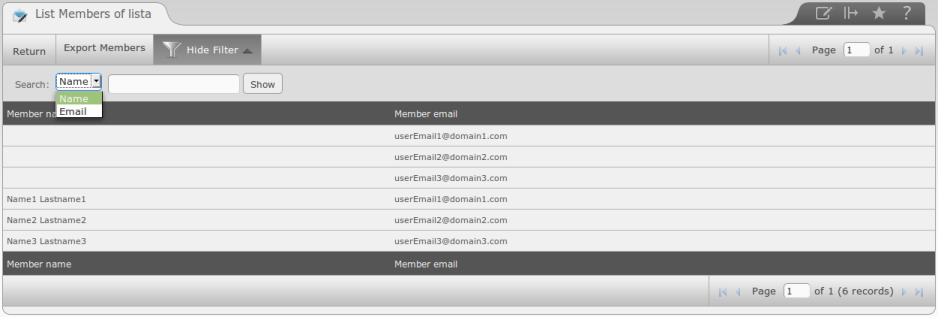 List Members of lista
?
Return Export Members Hide Filter Page 1 of 1
Search: Name Show
Name
Email
Member na Member email
userEmail1@domain1.com
userEmail2@domain2.com
userEmail3@domain3.com
Name1 Lastname1 userEmail1@domain1.com
Name2 Lastname2 userEmail2@domain2.com
Name3 Lastname3 userEmail3@domain3.com
Member name Member email
Page 1 of 1 (6 records)